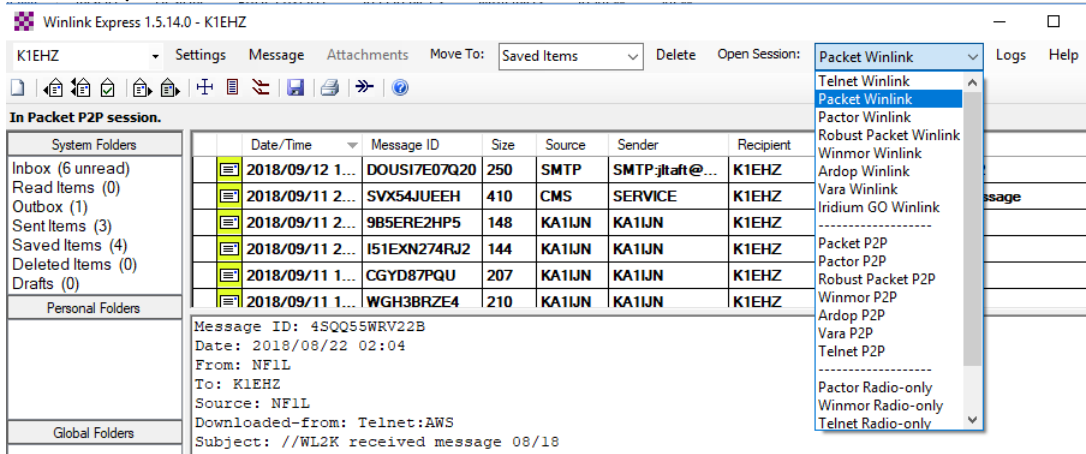 Winlink Express 1.5.14.0 - K1EHZ
K1EHZ Settings Message Attachments Move To: Saved Items Delete Open Session: Packet Winlink Logs Help
In Packet P2P session.
System Folders
Inbox (6 unread)
Read Items (0)
Outbox (1)
Sent Items (3)
Saved Items (4)
Deleted Items (0)
Drafts (0)
Personal Folders
Global Folders
Date/Time Message ID Size Source Sender Recipient
2018/09/12 1... DOUSI7E07Q20 250 SMTP SMTP:jltaft@... K1EHZ
2018/09/11 2... SVX54JUEEH 410 CMS SERVICE K1EHZ ssage
2018/09/11 2... 9B5ERE2HP5 148 KA1IJN KA1IJN K1EHZ
2018/09/11 2... I51EXN274RJ2 144 KA1IJN KA1IJN K1EHZ
2018/09/11 1... CGYD87PQU 207 KA1IJN KA1IJN K1EHZ
2018/09/11 1... WGH3BRZE4 210 KA1IJN KA1IJN K1EHZ
Message ID: 4SQQ55WRV22B
Date: 2018/08/22 02:04
From: NF1L
To: K1EHZ
Source: NF1L
Downloaded-from: Telnet:AWS
Subject: //WL2K received message 08/18
Telnet Winlink
Packet Winlink
Pactor Winlink
Robust Packet Winlink
Winmor Winlink
Ardop Winlink
Vara Winlink
Iridium GO Winlink
-------------------
Packet P2P
Pactor P2P
Robust Packet P2P
Winmor P2P
Ardop P2P
Vara P2P
Telnet P2P
-------------------
Pactor Radio-only
Winmor Radio-only
Telnet Radio-only